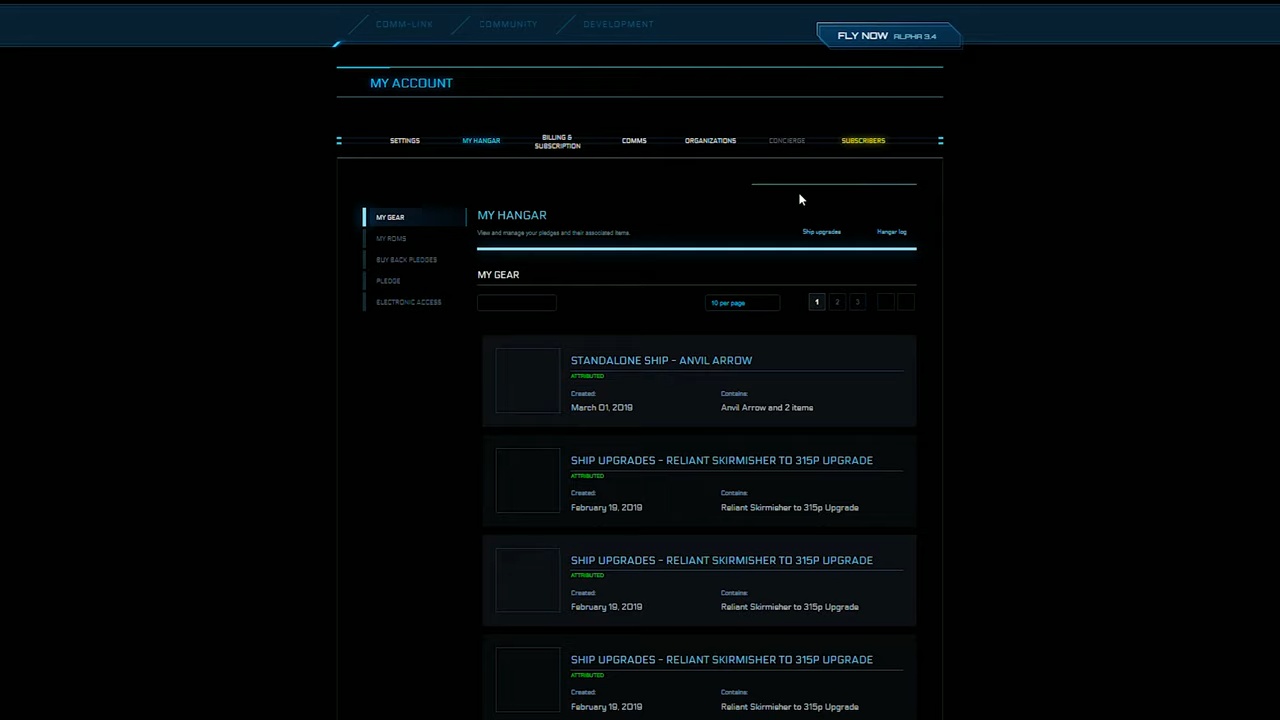 COMM-LINK COMMUNITY DEVELOPMENT
FLY NOW ALPHA 3.4
MY ACCOUNT
SETTINGS MY HANGAR BILLING & SUBSCRIPTION COMMS ORGANIZATIONS CONCIERGE SUBSCRIBERS
MY GEAR
MY ROMS
BUY BACK PLEDGES
PLEDGE
ELECTRONIC ACCESS
MY HANGAR
View and manage your pledges and their associated items.
Ship upgrades Hanger log
MY GEAR
10 per page 1 2 3
STANDALONE SHIP - ANVIL ARROW
ATTRIBUTED
Created: Contains:
March 01, 2019 Anvil Arrow and 2 items
SHIP UPGRADES - RELIANT SKIRMISHER TO 315P UPGRADE
ATTRIBUTED
Created: Contains:
February 19, 2019 Reliant Skirmisher to 315p Upgrade
SHIP UPGRADES - RELIANT SKIRMISHER TO 315P UPGRADE
ATTRIBUTED
Created: Contains:
February 19, 2019 Reliant Skirmisher to 315p Upgrade
SHIP UPGRADES - RELIANT SKIRMISHER TO 315P UPGRADE
ATTRIBUTED
Created: Contains:
February 19, 2019 Reliant Skirmisher to 315p Upgrade